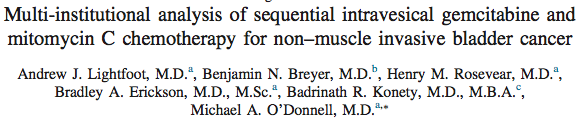 Multi-institutional analysis of sequential intravesical gemcitabine and
mitomycin C chemotherapy for non–muscle invasive bladder cancer
Andrew J. Lightfoot, M.D.ᵃ, Benjamin N. Breyer, M.D.ᵇ, Henry M. Rosevear, M.D.ᵃ,
Bradley A. Erickson, M.D., M.Sc.ᵃ, Badrinath R. Konety, M.D., M.B.A.ᶜ,
Michael A. O'Donnell, M.D.ᵃ,*